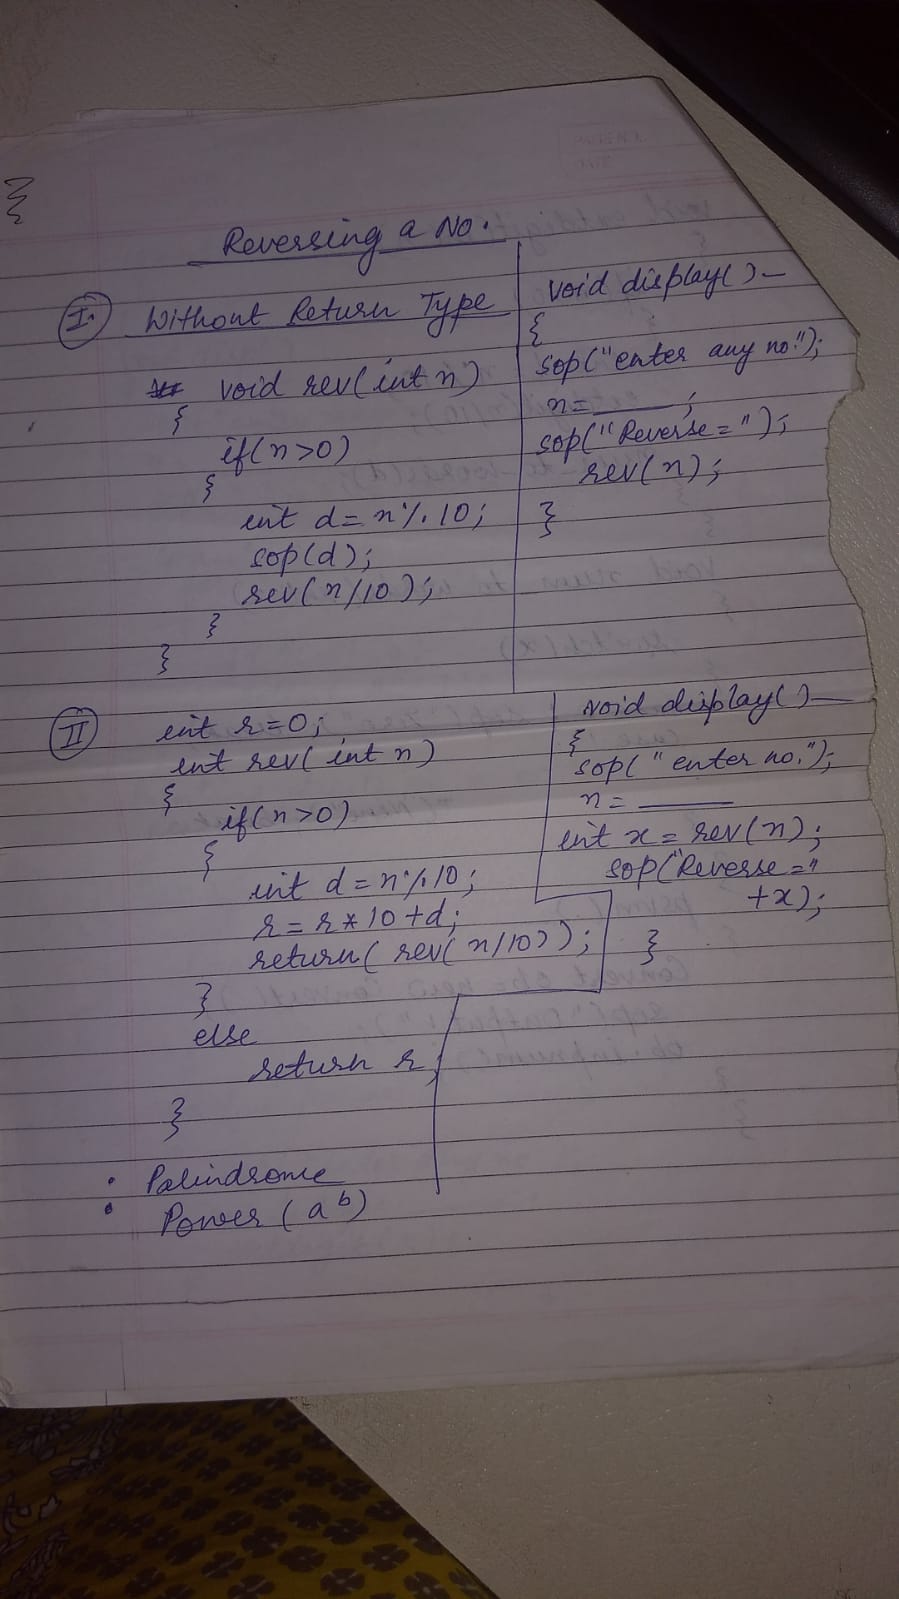 Reversing a No.
I. Without Return Type
void rev(int n)
{
if(n>0)
{
int d=n%10;
sop(d);
rev(n/10);
}
}
void display()
{
sop("enter any no.");
n=____;
sop("Reverse=");
rev(n);
}
II int r=0;
int rev(int n)
{
if(n>0)
{
int d=n%10;
r=r*10+d;
return(rev(n/10));
}
else
return r;
}
void display()
{
sop("enter no.");
n=____
int x=rev(n);
sop("Reverse="
+x);
}
: Palindrome
Power (a^b)